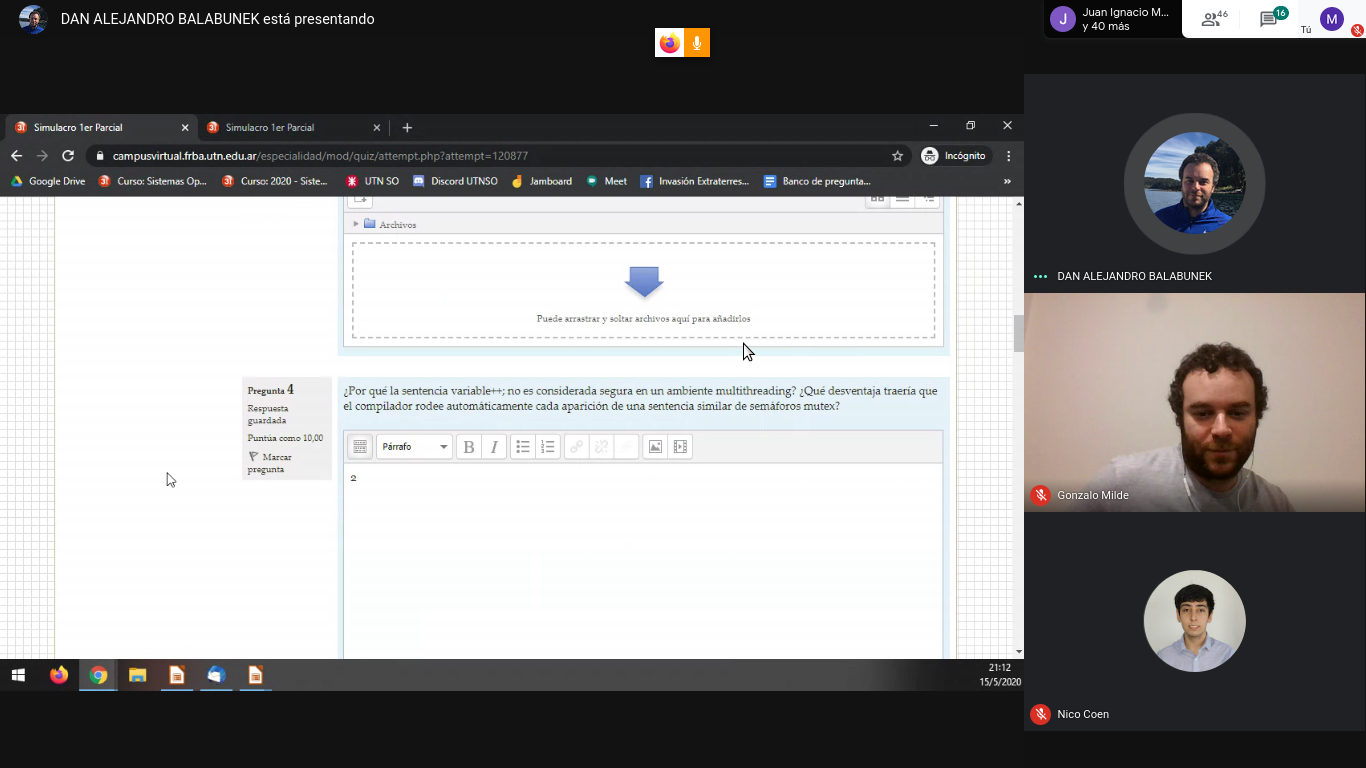 DAN ALEJANDRO BALABUNEK está presentando
J
Juan Ignacio M...
y 40 más
46
16
Tú
M
Simulacro 1er Parcial
Simulacro 1er Parcial
campusvirtual.frba.utn.edu.ar/especialidad/mod/quiz/attempt.php?attempt=120877
Incógnito
Google Drive
Curso: Sistemas Op...
Curso: 2020 - Siste...
UTN SO
Discord UTNSO
Jamboard
Meet
Invasión Extraterres...
Banco de pregunta...
»
Archivos
Puede arrastrar y soltar archivos aquí para añadirlos
Pregunta 4
Respuesta
guardada
Puntúa como 10,00
Marcar
pregunta
¿Por qué la sentencia variable++; no es considerada segura en un ambiente multithreading? ¿Qué desventaja traería que
el compilador rodee automáticamente cada aparición de una sentencia similar de semáforos mutex?
Párrafo
B
I
2
21:12
15/5/2020
DAN ALEJANDRO BALABUNEK
Gonzalo Milde
Nico Coen